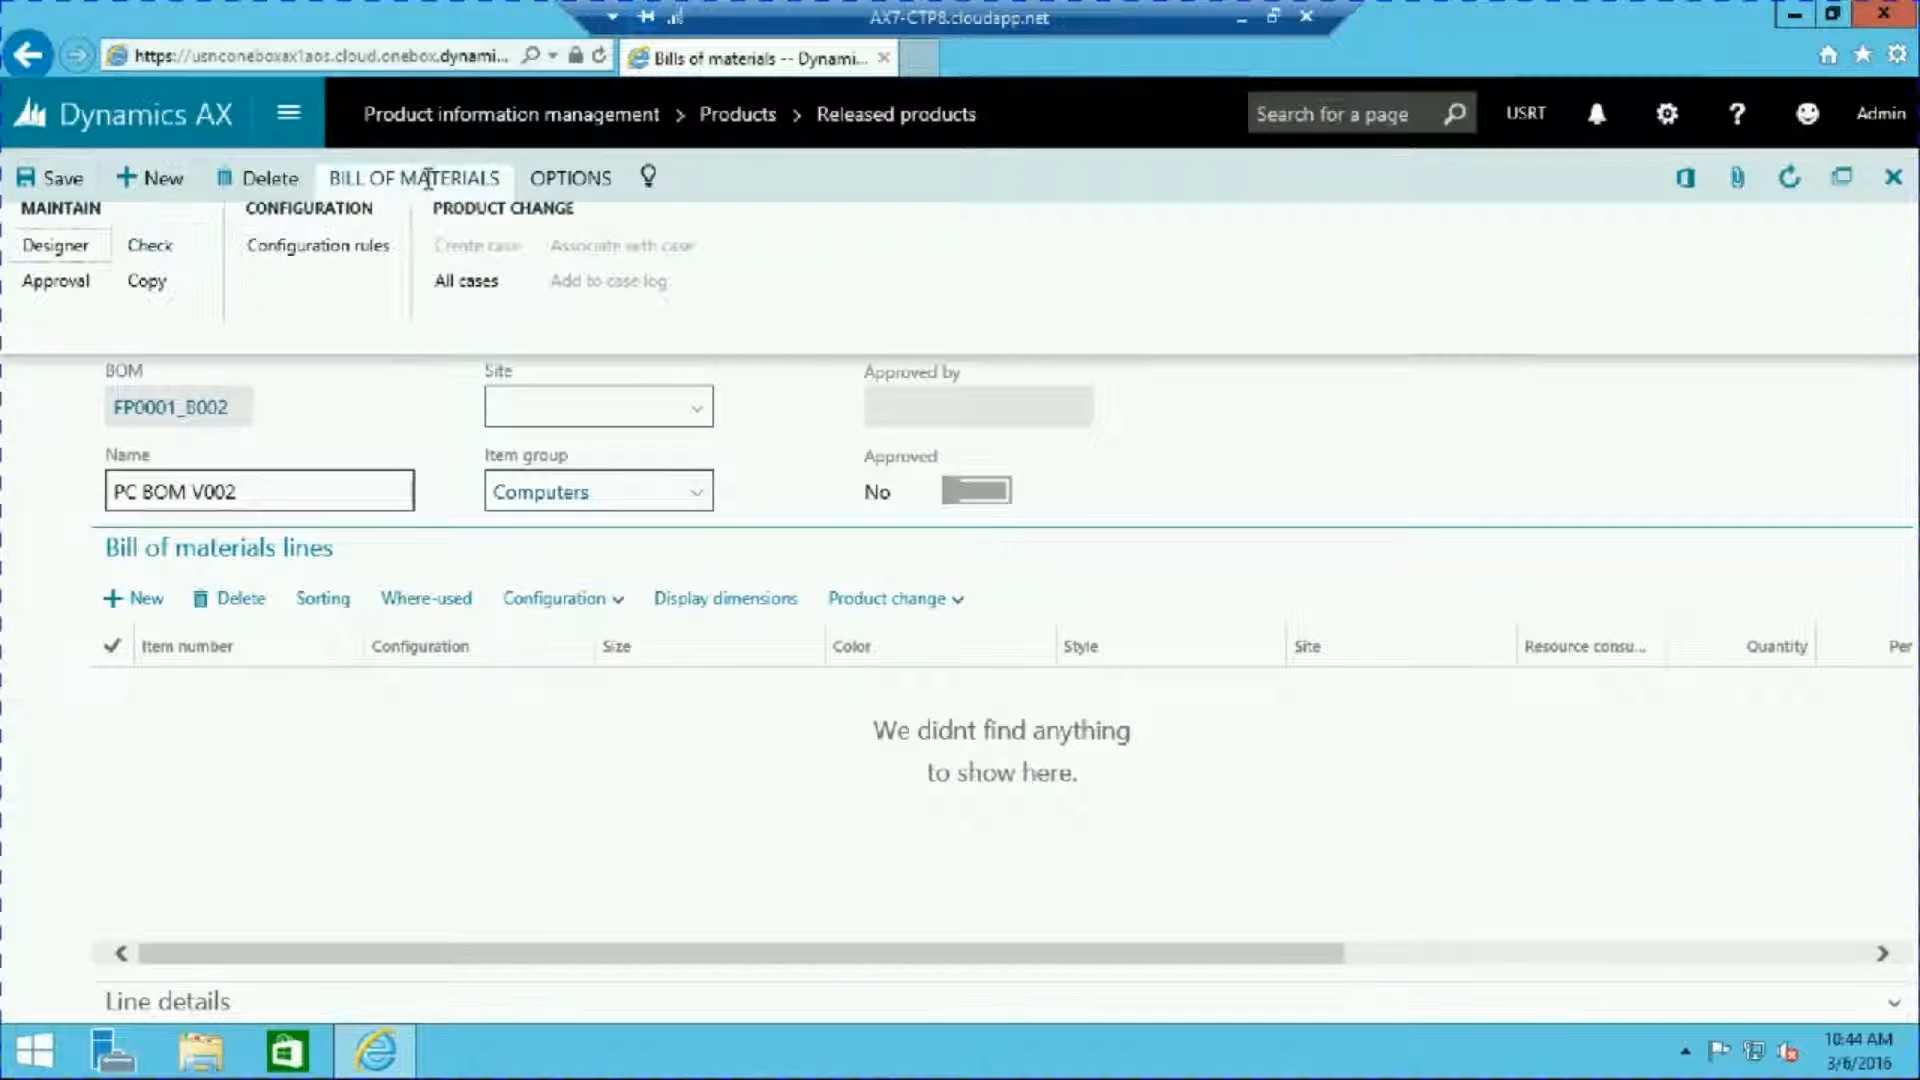 AX7-CTP8.cloudapp.net
https://usnconeboxax1aos.cloud.onebox.dynami...
Bills of materials -- Dynami...
Dynamics AX
Product information management > Products > Released products
Search for a page
USRT
Admin
Save
New
Delete
BILL OF MATERIALS
OPTIONS
MAINTAIN
CONFIGURATION
PRODUCT CHANGE
Designer
Check
Configuration rules
Create case
Associate with case
Approval
Copy
All cases
Add to case log
BOM
Site
Approved by
FP0001_B002
Name
Item group
Approved
PC BOM V002
Computers
No
Bill of materials lines
New
Delete
Sorting
Where-used
Configuration
Display dimensions
Product change
Item number
Configuration
Size
Color
Style
Site
Resource consu...
Quantity
Per
We didnt find anything
to show here.
Line details
10:44 AM
3/6/2016